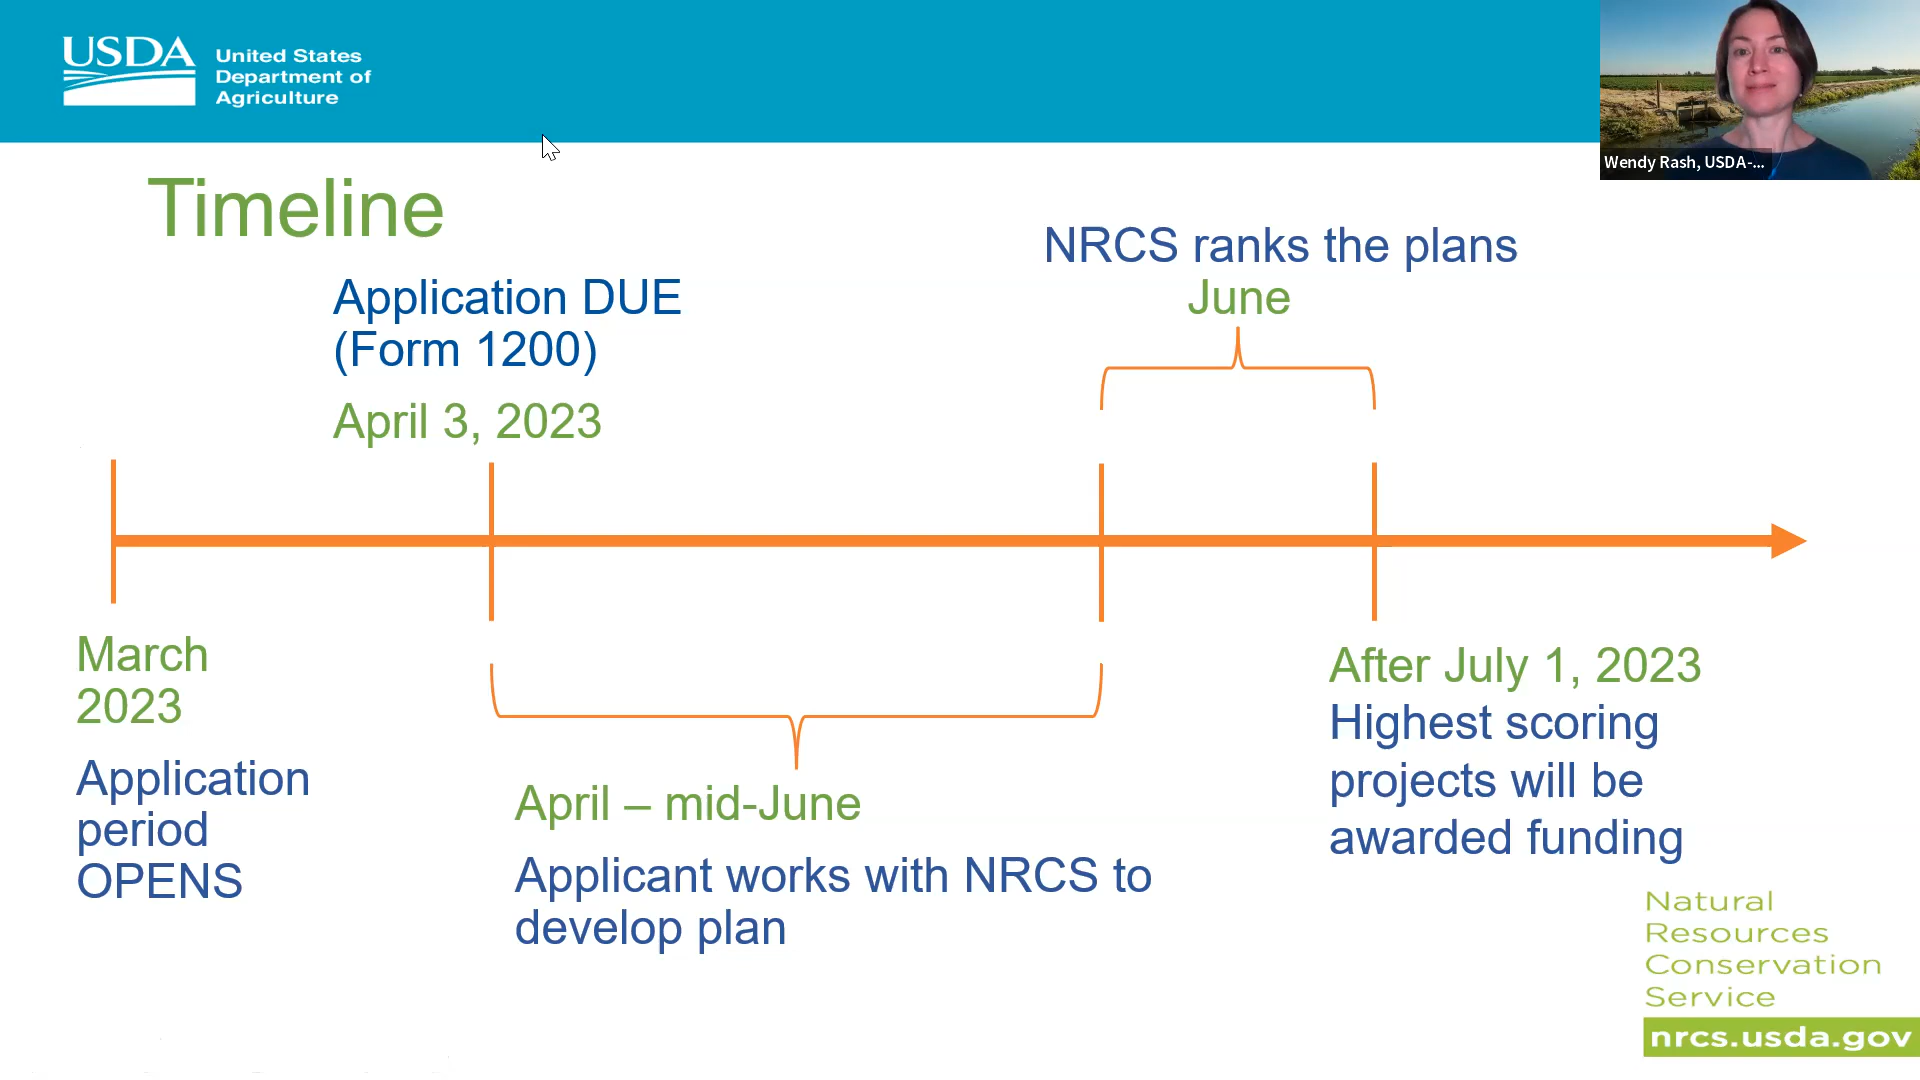 USDA
United States
Department of
Agriculture
Wendy Rash, USDA-...
Timeline
Application DUE
(Form 1200)
April 3, 2023
NRCS ranks the plans
June
March
2023
Application
period
OPENS
April – mid-June
Applicant works with NRCS to
develop plan
After July 1, 2023
Highest scoring
projects will be
awarded funding
Natural
Resources
Conservation
Service
nrcs.usda.gov